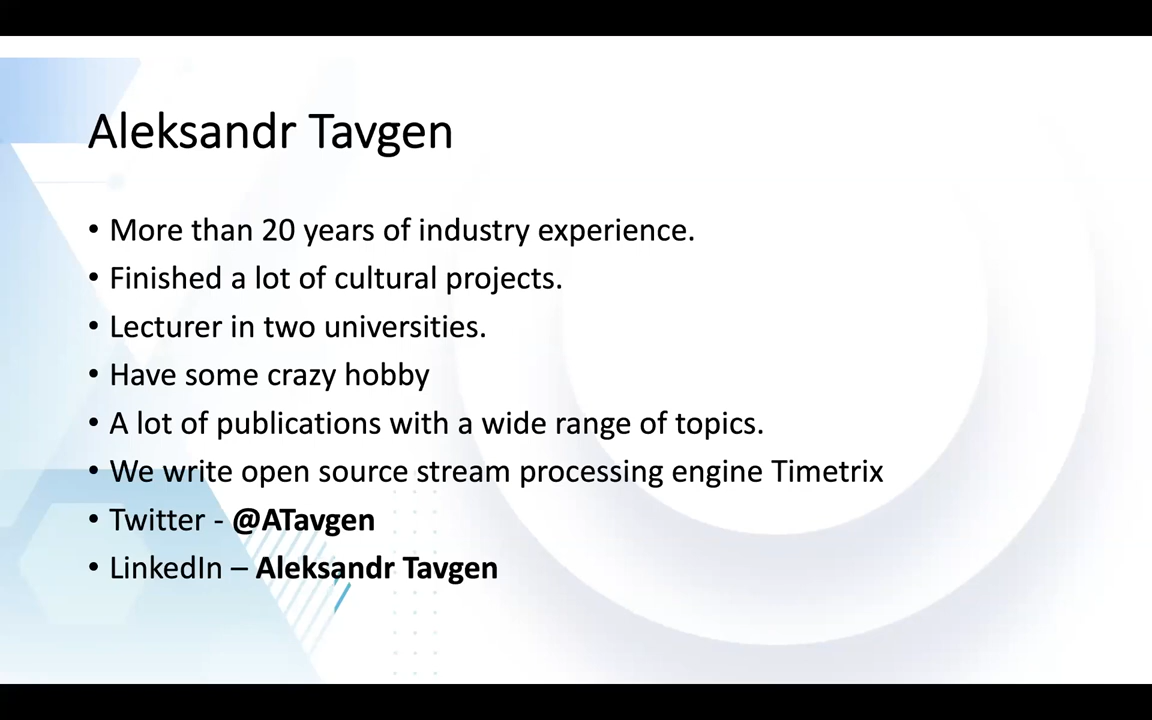 Aleksandr Tavgen
• More than 20 years of industry experience.
• Finished a lot of cultural projects.
• Lecturer in two universities.
• Have some crazy hobby
• A lot of publications with a wide range of topics.
• We write open source stream processing engine Timetrix
• Twitter - @ATavgen
• LinkedIn – Aleksandr Tavgen